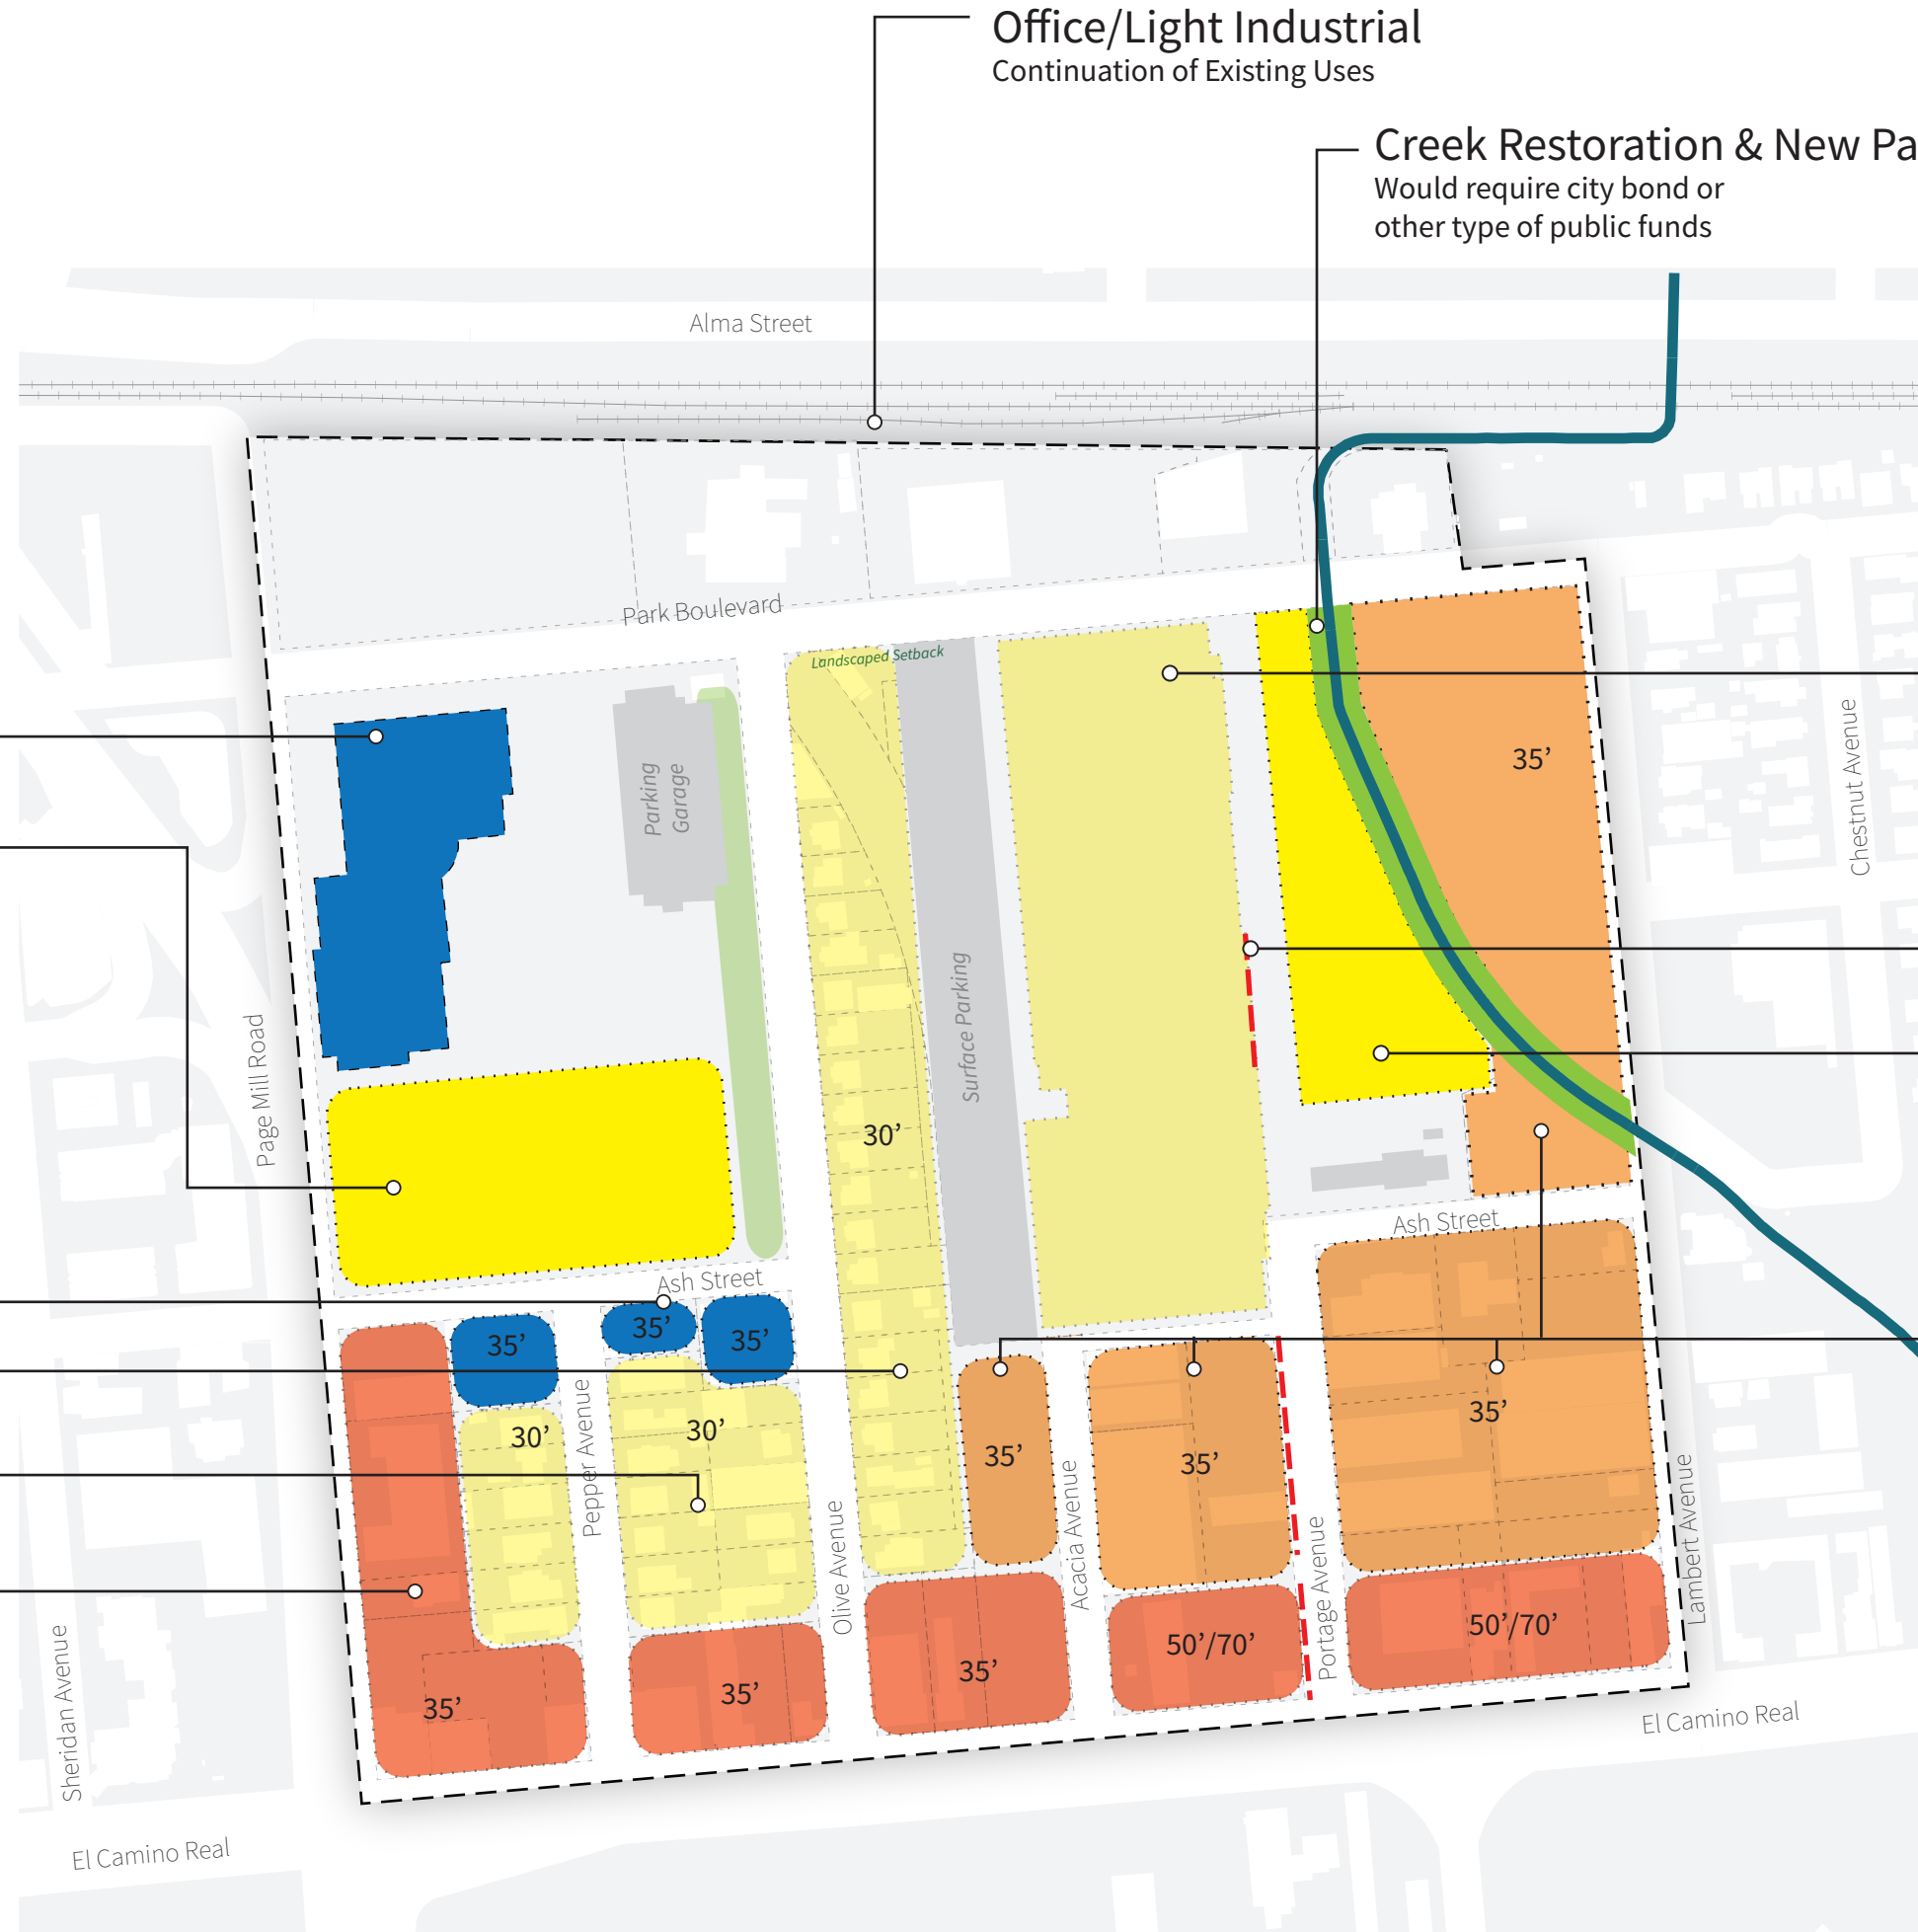 Office/Light Industrial
Continuation of Existing Uses
Creek Restoration & New Pa
Would require city bond or
other type of public funds
Alma Street
Park Boulevard
Landscaped Setback
Parking
Garage
35’
Chestnut Avenue
Surface Parking
Page Mill Road
30’
Ash Street
Ash Street
35’
35’
35’
30’
30’
35’
35’
35’
Pepper Avenue
Olive Avenue
Acacia Avenue
Portage Avenue
Lambert Avenue
Sheridan Avenue
35’
35’
35’
50’/70’
50’/70’
El Camino Real
El Camino Real